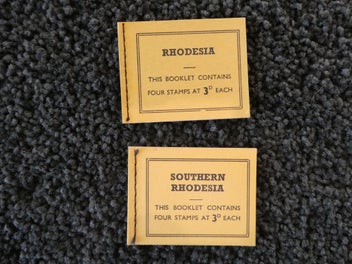 RHODESIA
THIS BOOKLET CONTAINS
FOUR STAMPS AT 3D EACH
SOUTHERN
RHODESIA
THIS BOOKLET CONTAINS
FOUR STAMPS AT 3D EACH